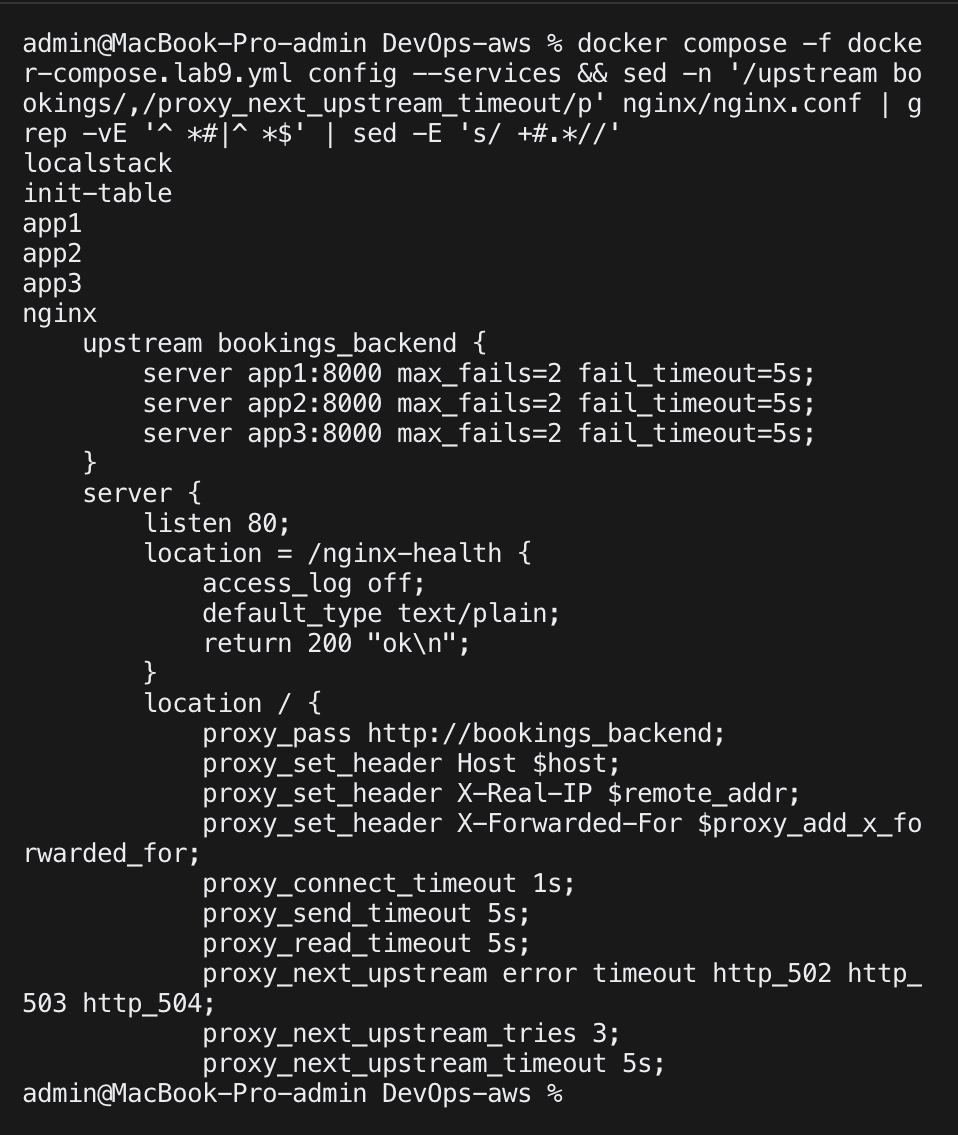 admin@MacBook-Pro-admin DevOps-aws % docker compose -f docke
r-compose.lab9.yml config --services && sed -n '/upstream bo
okings/,/proxy_next_upstream_timeout/p' nginx/nginx.conf | g
rep -vE '^ *#|^ *$' | sed -E 's/ +#.*//'
localstack
init-table
app1
app2
app3
nginx
    upstream bookings_backend {
        server app1:8000 max_fails=2 fail_timeout=5s;
        server app2:8000 max_fails=2 fail_timeout=5s;
        server app3:8000 max_fails=2 fail_timeout=5s;
    }
    server {
        listen 80;
        location = /nginx-health {
            access_log off;
            default_type text/plain;
            return 200 "ok\n";
        }
        location / {
            proxy_pass http://bookings_backend;
            proxy_set_header Host $host;
            proxy_set_header X-Real-IP $remote_addr;
            proxy_set_header X-Forwarded-For $proxy_add_x_fo
rwarded_for;
            proxy_connect_timeout 1s;
            proxy_send_timeout 5s;
            proxy_read_timeout 5s;
            proxy_next_upstream error timeout http_502 http_
503 http_504;
            proxy_next_upstream_tries 3;
            proxy_next_upstream_timeout 5s;
admin@MacBook-Pro-admin DevOps-aws %